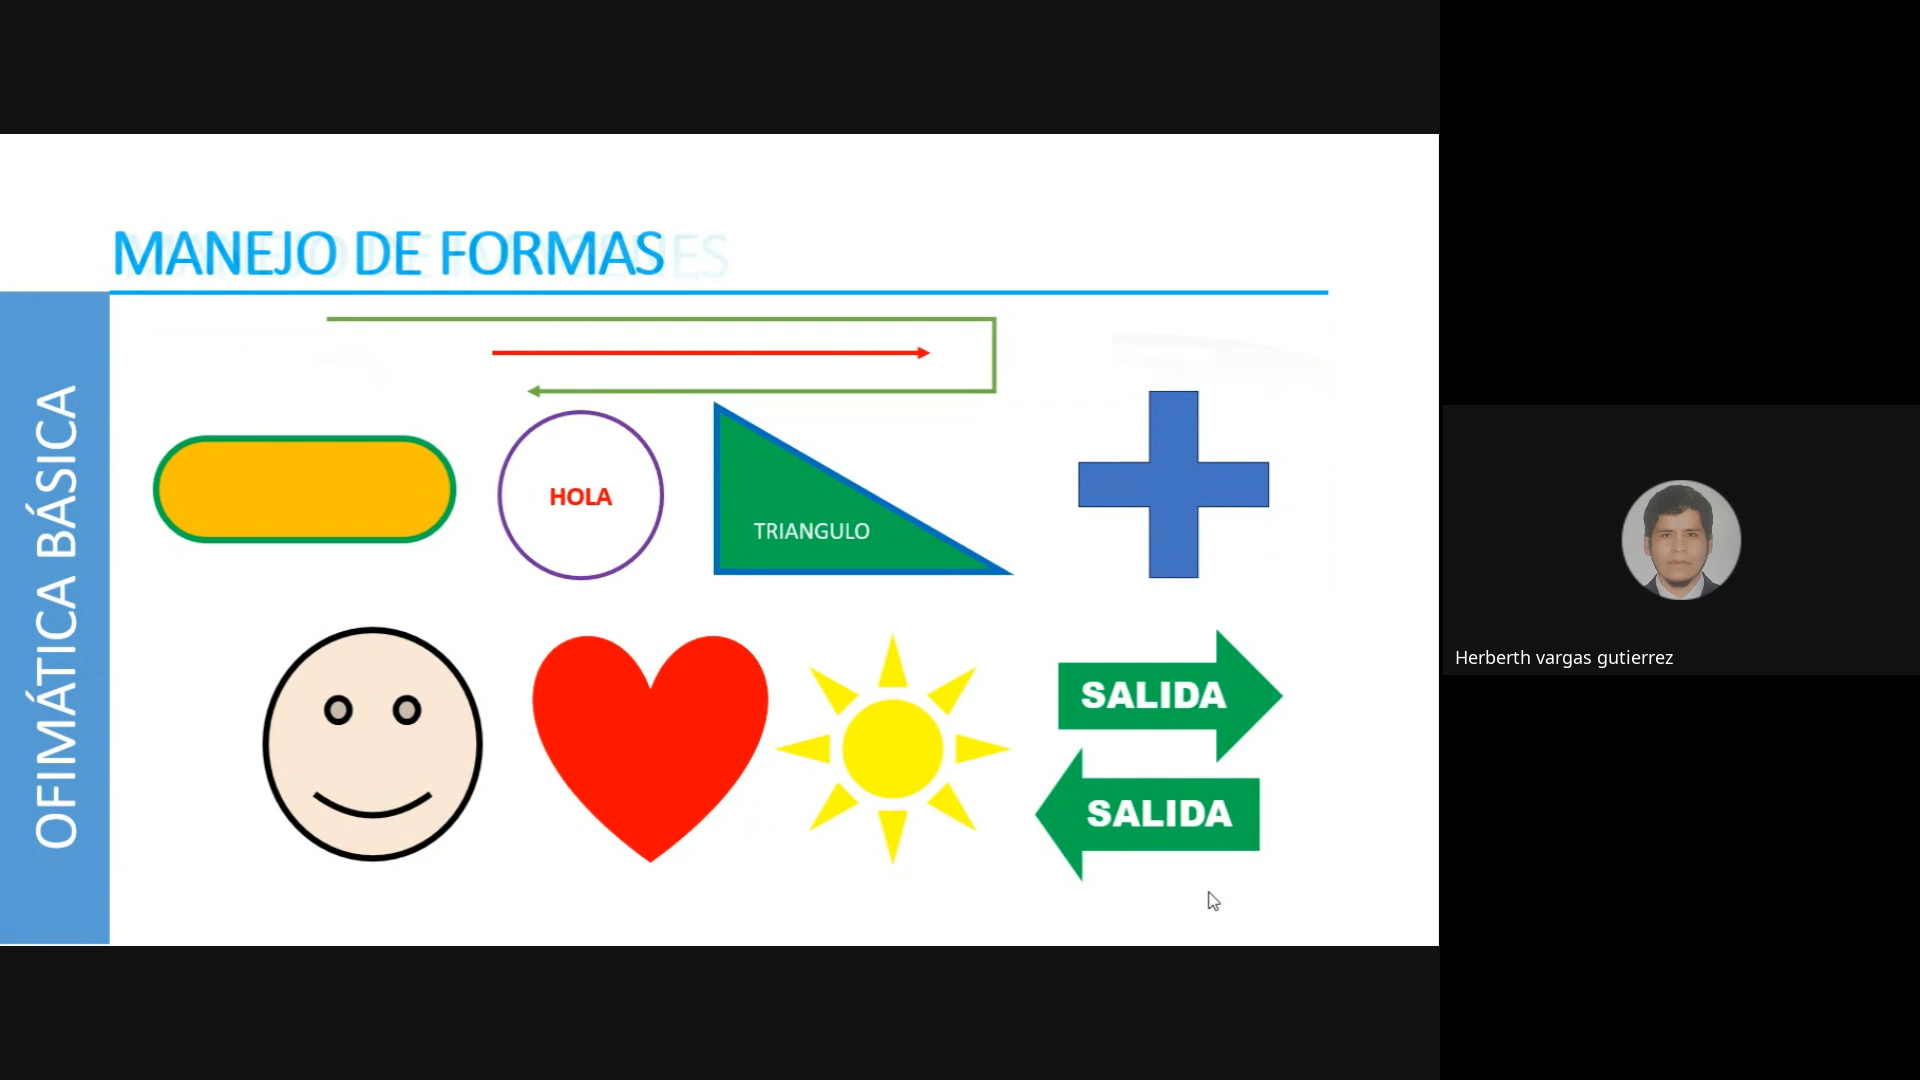 MANEJO DE FORMAS
OFIMÁTICA BÁSICA
HOLA
TRIANGULO
SALIDA
SALIDA
Herberth vargas gutierrez